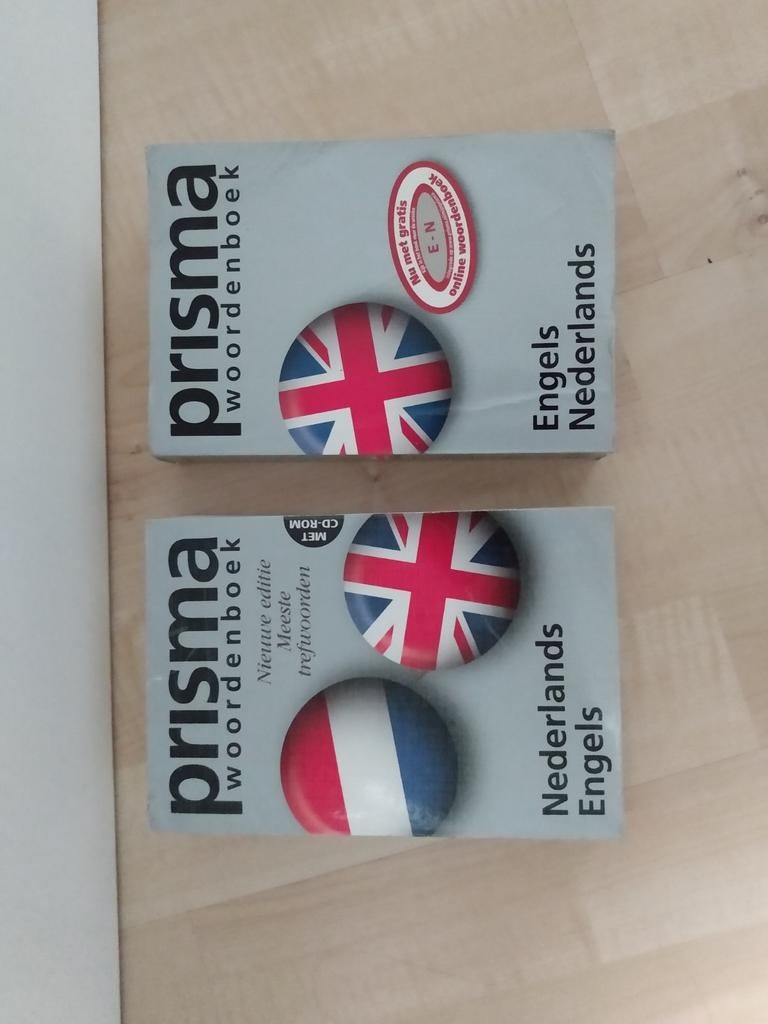 prisma
woordenboek
Nieuwe editie
Meeste
trefwoorden
MET
CD-ROM
Nederlands
Engels
prisma
woordenboek
Nu met gratis
E - N
online woordenboek
Engels
Nederlands